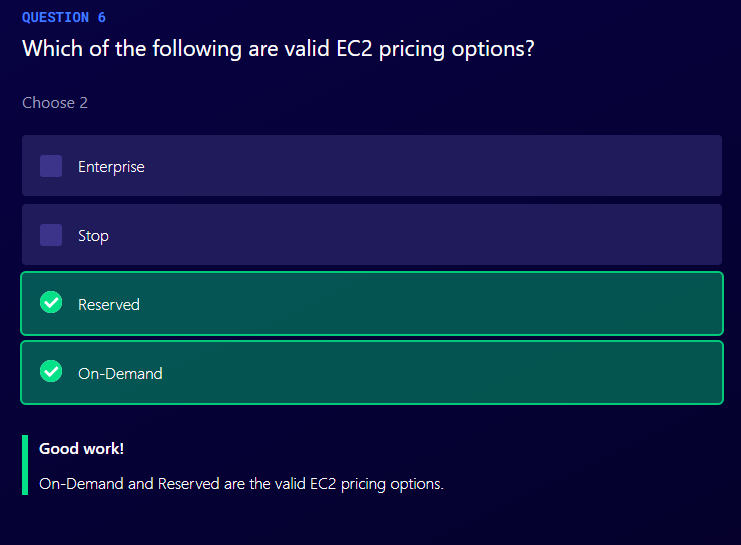 QUESTION 6
Which of the following are valid EC2 pricing options?
Choose 2
Enterprise
Stop
Reserved
On-Demand
Good work!
On-Demand and Reserved are the valid EC2 pricing options.